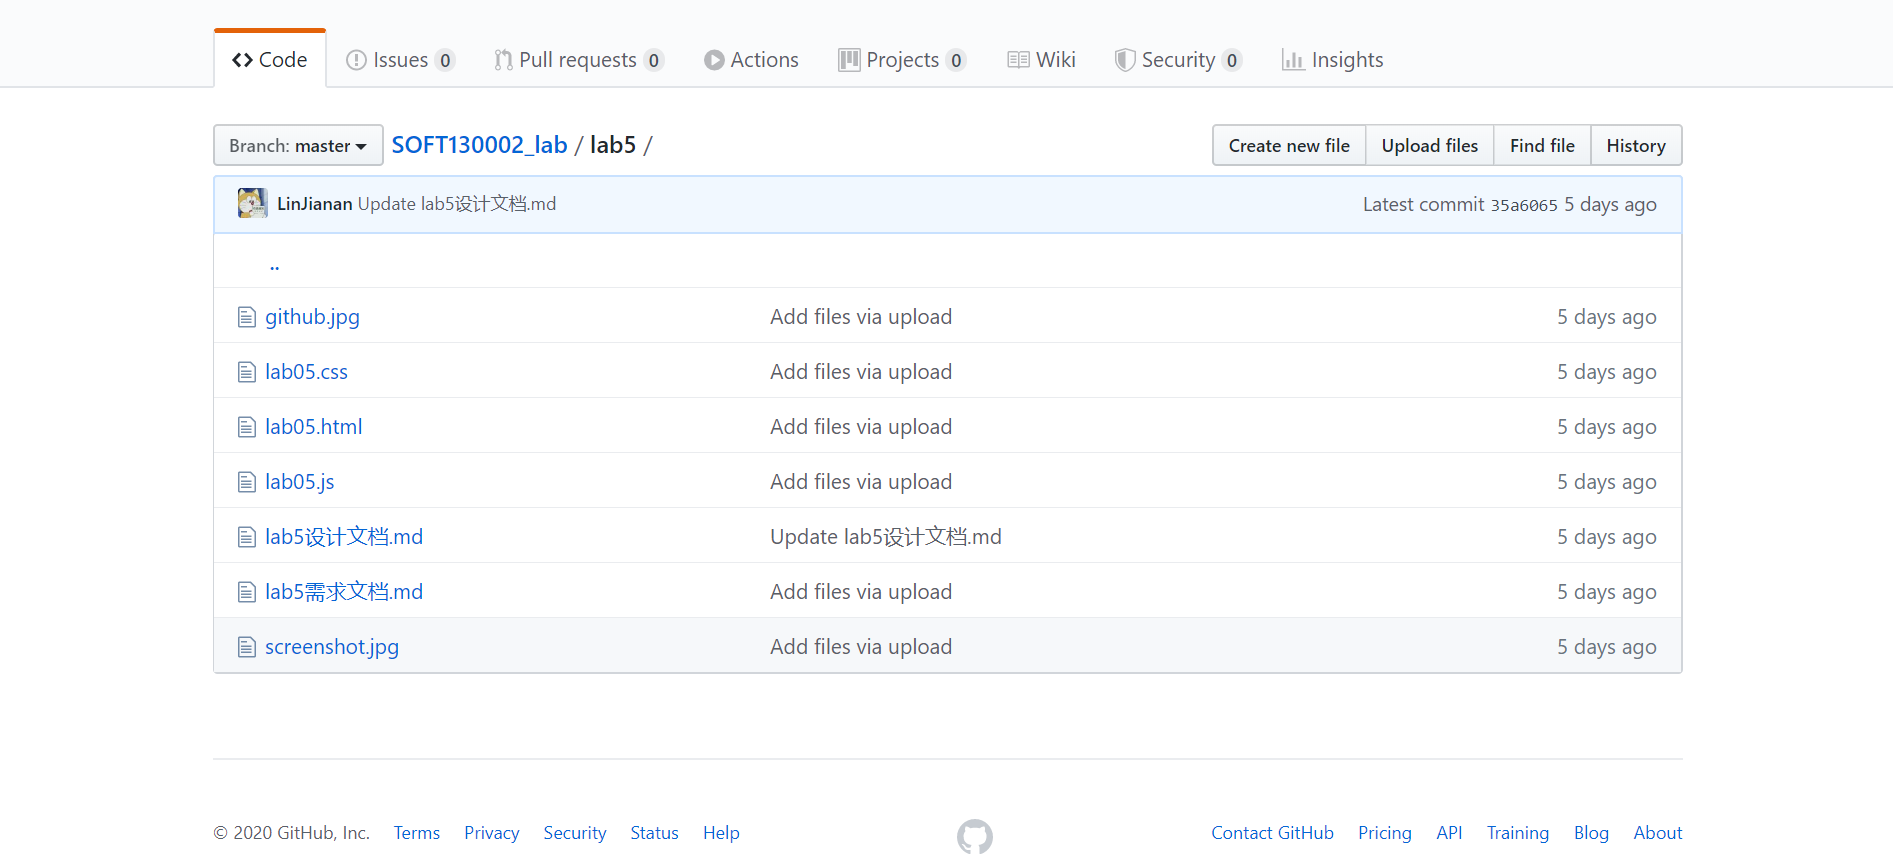 Code Issues 0 Pull requests 0 Actions Projects 0 Wiki Security 0 Insights
Branch: master SOFT130002_lab / lab5 / Create new file Upload files Find file History
LinJianan Update lab5设计文档.md Latest commit 35a6065 5 days ago
..
github.jpg Add files via upload 5 days ago
lab05.css Add files via upload 5 days ago
lab05.html Add files via upload 5 days ago
lab05.js Add files via upload 5 days ago
lab5设计文档.md Update lab5设计文档.md 5 days ago
lab5需求文档.md Add files via upload 5 days ago
screenshot.jpg Add files via upload 5 days ago
© 2020 GitHub, Inc. Terms Privacy Security Status Help Contact GitHub Pricing API Training Blog About